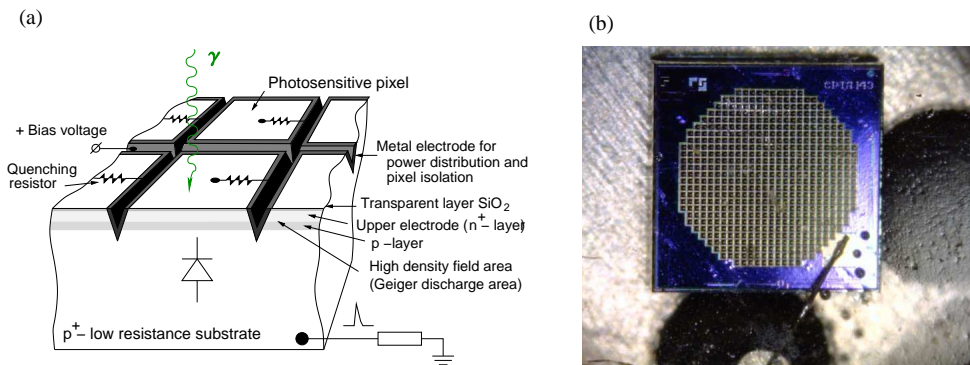 (a)
(b)
γ
Photosensitive pixel
+ Bias voltage
Quenching
resistor
Metal electrode for
power distribution and
pixel isolation
Transparent layer SiO2
Upper electrode (n+– layer)
p –layer
High density field area
(Geiger discharge area)
p+– low resistance substrate